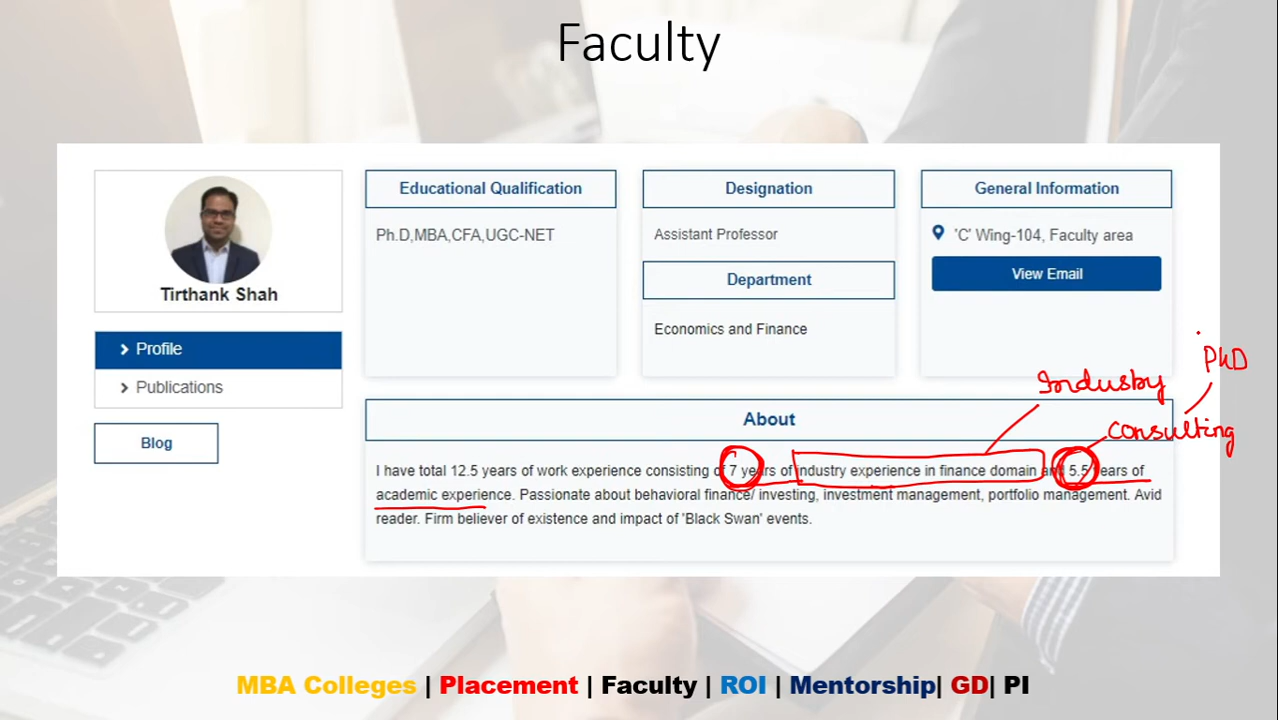 Faculty
Tirthank Shah
Profile
Publications
Blog
Educational Qualification
Ph.D,MBA,CFA,UGC-NET
Designation
Assistant Professor
Department
Economics and Finance
General Information
'C' Wing-104, Faculty area
View Email
PhD
Industry
consulting
About
I have total 12.5 years of work experience consisting of 7 years of industry experience in finance domain and 5.5 years of
academic experience. Passionate about behavioral finance/ investing, investment management, portfolio management. Avid
reader. Firm believer of existence and impact of 'Black Swan' events.
MBA Colleges | Placement | Faculty | ROI | Mentorship| GD| PI